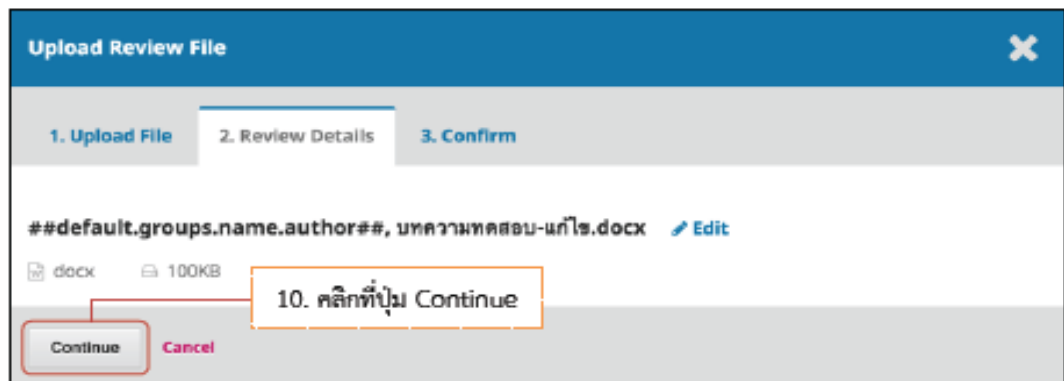 Upload Review File
1. Upload File 2. Review Details 3. Confirm
##default.groups.name.author##, บทความทดสอบ-แก้ไข.docx Edit
docx 100KB
10. คลิกที่ปุ่ม Continue
Continue Cancel